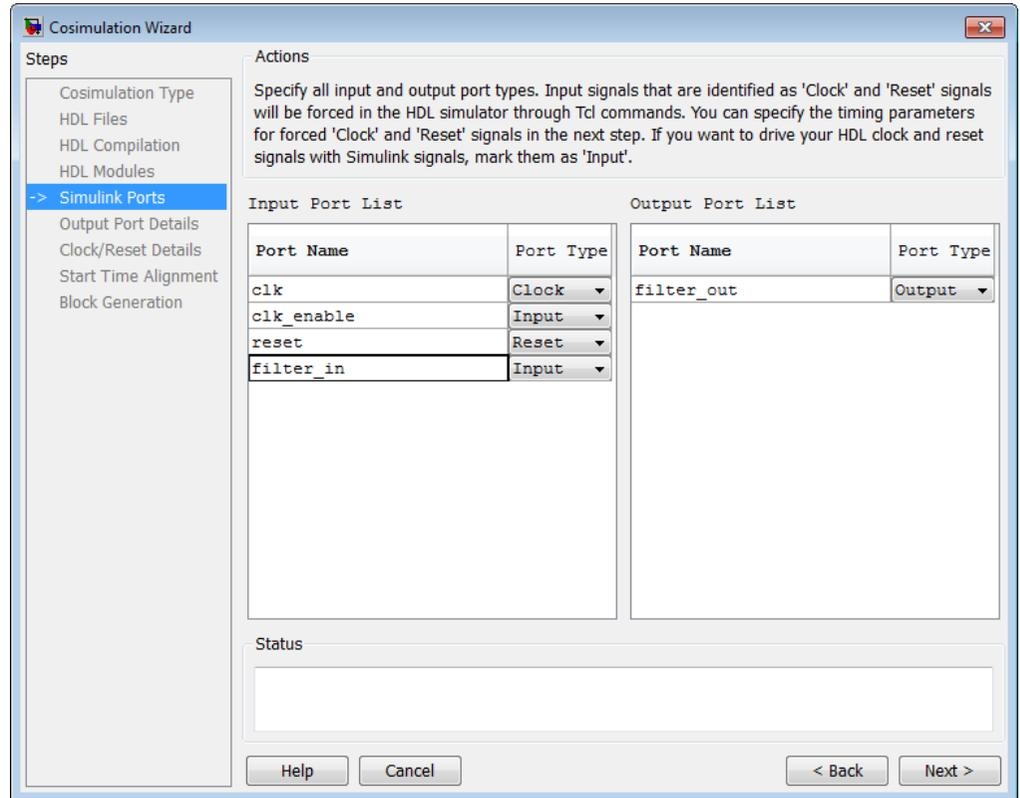 Cosimulation Wizard
Steps
Cosimulation Type
HDL Files
HDL Compilation
HDL Modules
-> Simulink Ports
Output Port Details
Clock/Reset Details
Start Time Alignment
Block Generation
Actions
Specify all input and output port types. Input signals that are identified as 'Clock' and 'Reset' signals
will be forced in the HDL simulator through Tcl commands. You can specify the timing parameters
for forced 'Clock' and 'Reset' signals in the next step. If you want to drive your HDL clock and reset
signals with Simulink signals, mark them as 'Input'.
Input Port List
Port Name Port Type
clk Clock
clk_enable Input
reset Reset
filter_in Input
Output Port List
Port Name Port Type
filter_out Output
Status
Help Cancel < Back Next >